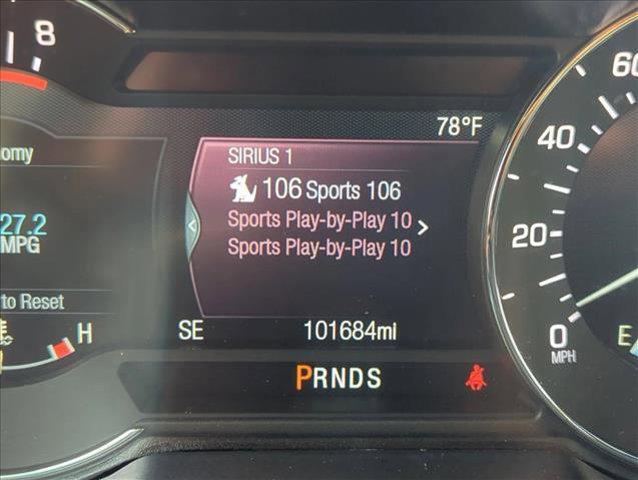 8
78°F
omy
SIRIUS 1
106 Sports 106
27.2
MPG
Sports Play-by-Play 10
Sports Play-by-Play 10
to Reset
H
SE
101684mi
PRNDS
60
40
20
0
MPH
E